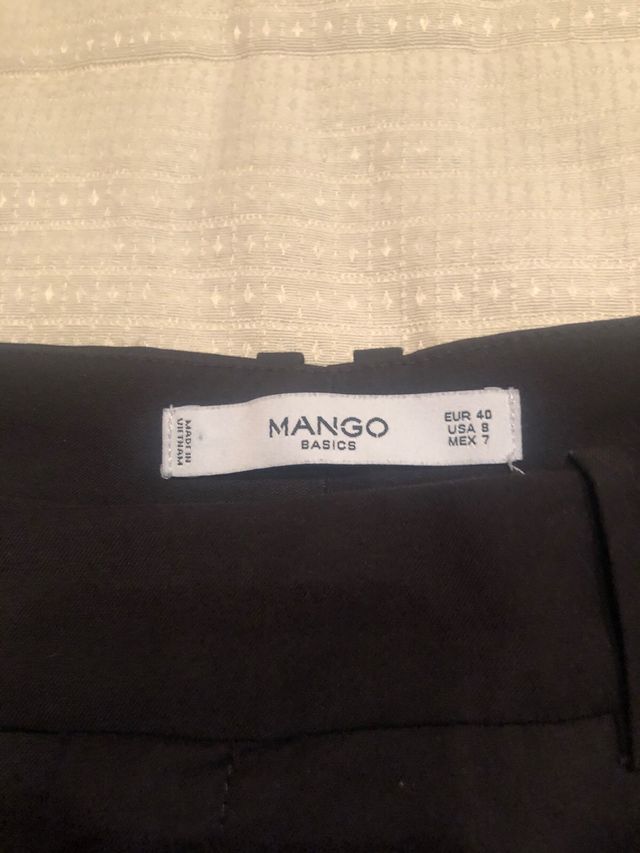 MADE IN
VIETNAM
MANGO
BASICS
EUR 40
USA 8
MEX 7